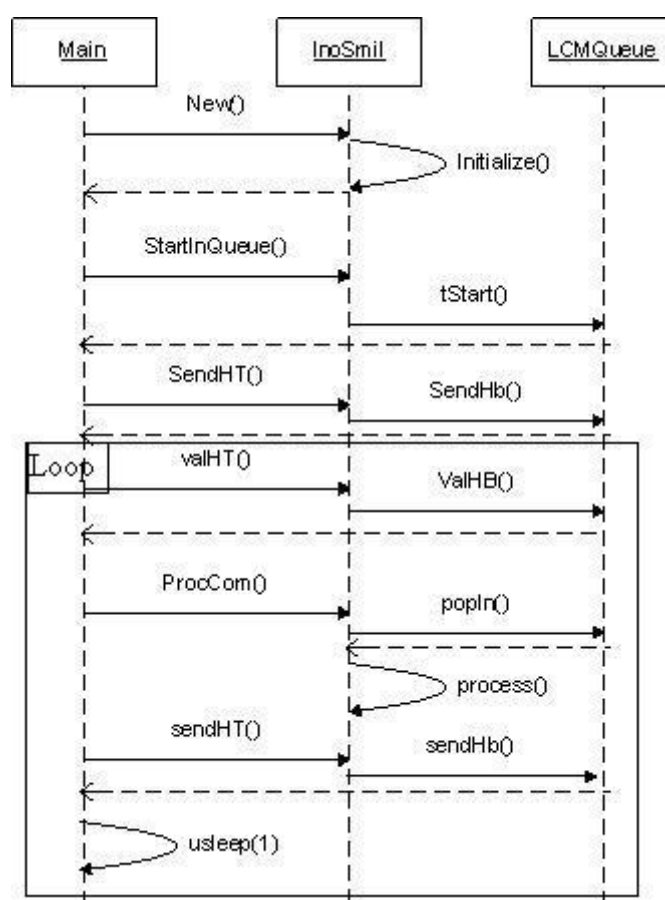 Main
InoSmil
LCMQueue
New()
Initialize()
StartInQueue()
tStart()
SendHT()
SendHb()
Loop
valHT()
ValHB()
ProcCom()
popIn()
process()
sendHT()
sendHb()
usleep(1)